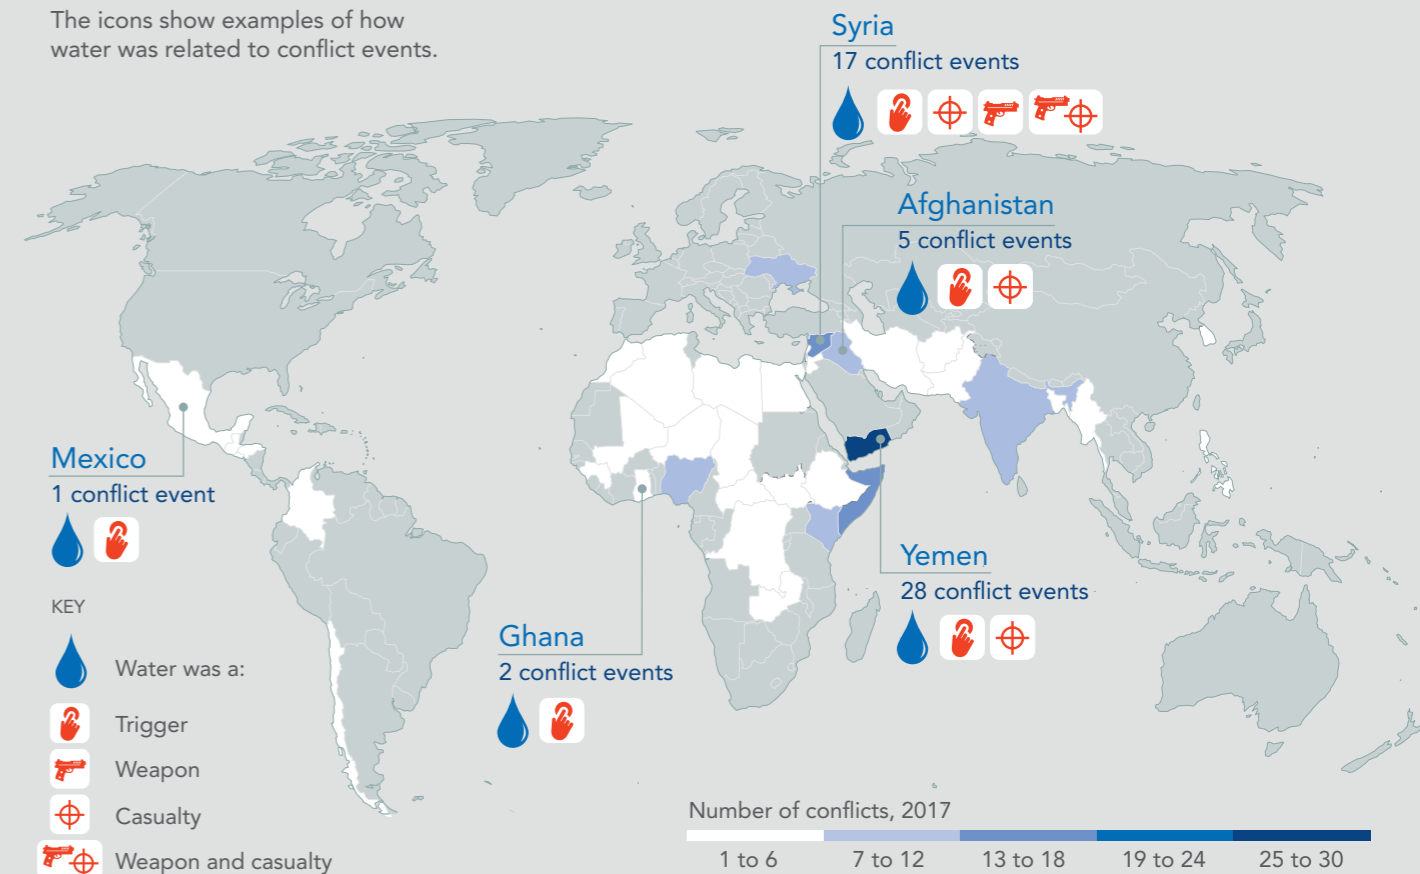 The icons show examples of how
water was related to conflict events.
Syria
17 conflict events
Afghanistan
5 conflict events
Mexico
1 conflict event
Yemen
28 conflict events
Ghana
2 conflict events
KEY
Water was a:
Trigger
Weapon
Casualty
Weapon and casualty
Number of conflicts, 2017
1 to 6
7 to 12
13 to 18
19 to 24
25 to 30